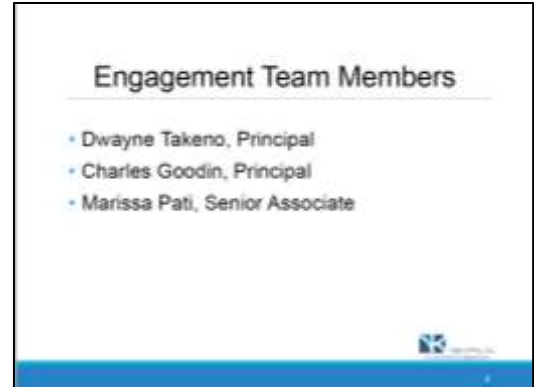 Engagement Team Members
Dwayne Takeno, Principal
Charles Goodin, Principal
Marissa Pati, Senior Associate